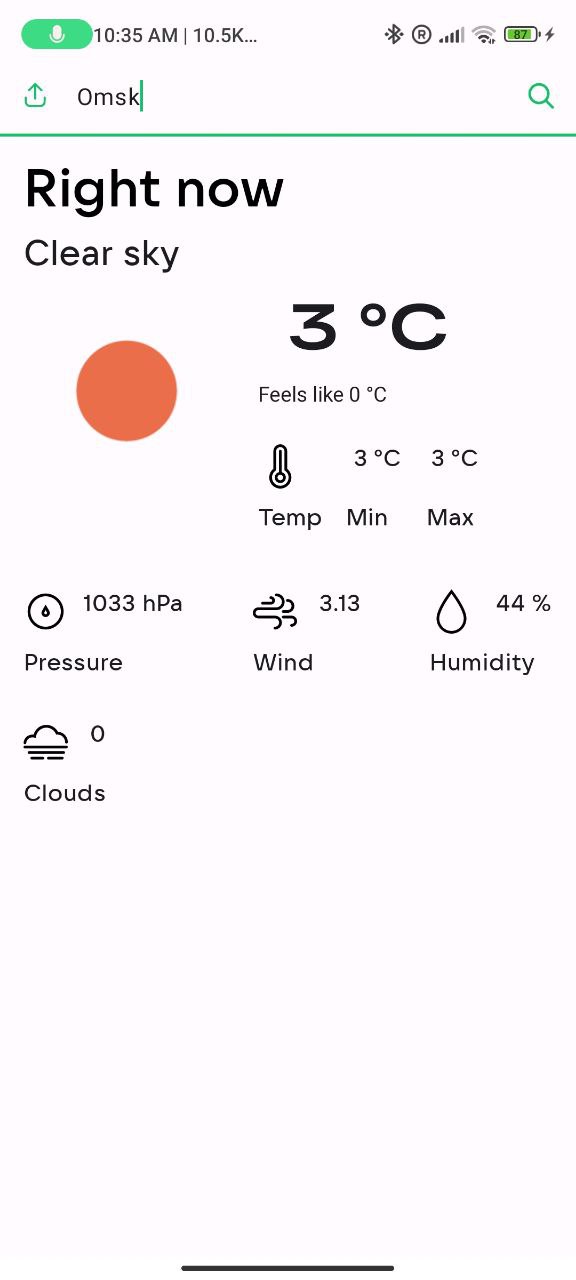 10:35 AM | 10.5K... R 87
Omsk
Right now
Clear sky
3 °C
Feels like 0 °C
3 °C 3 °C
Temp Min Max
1033 hPa 3.13 44 %
Pressure Wind Humidity
0
Clouds